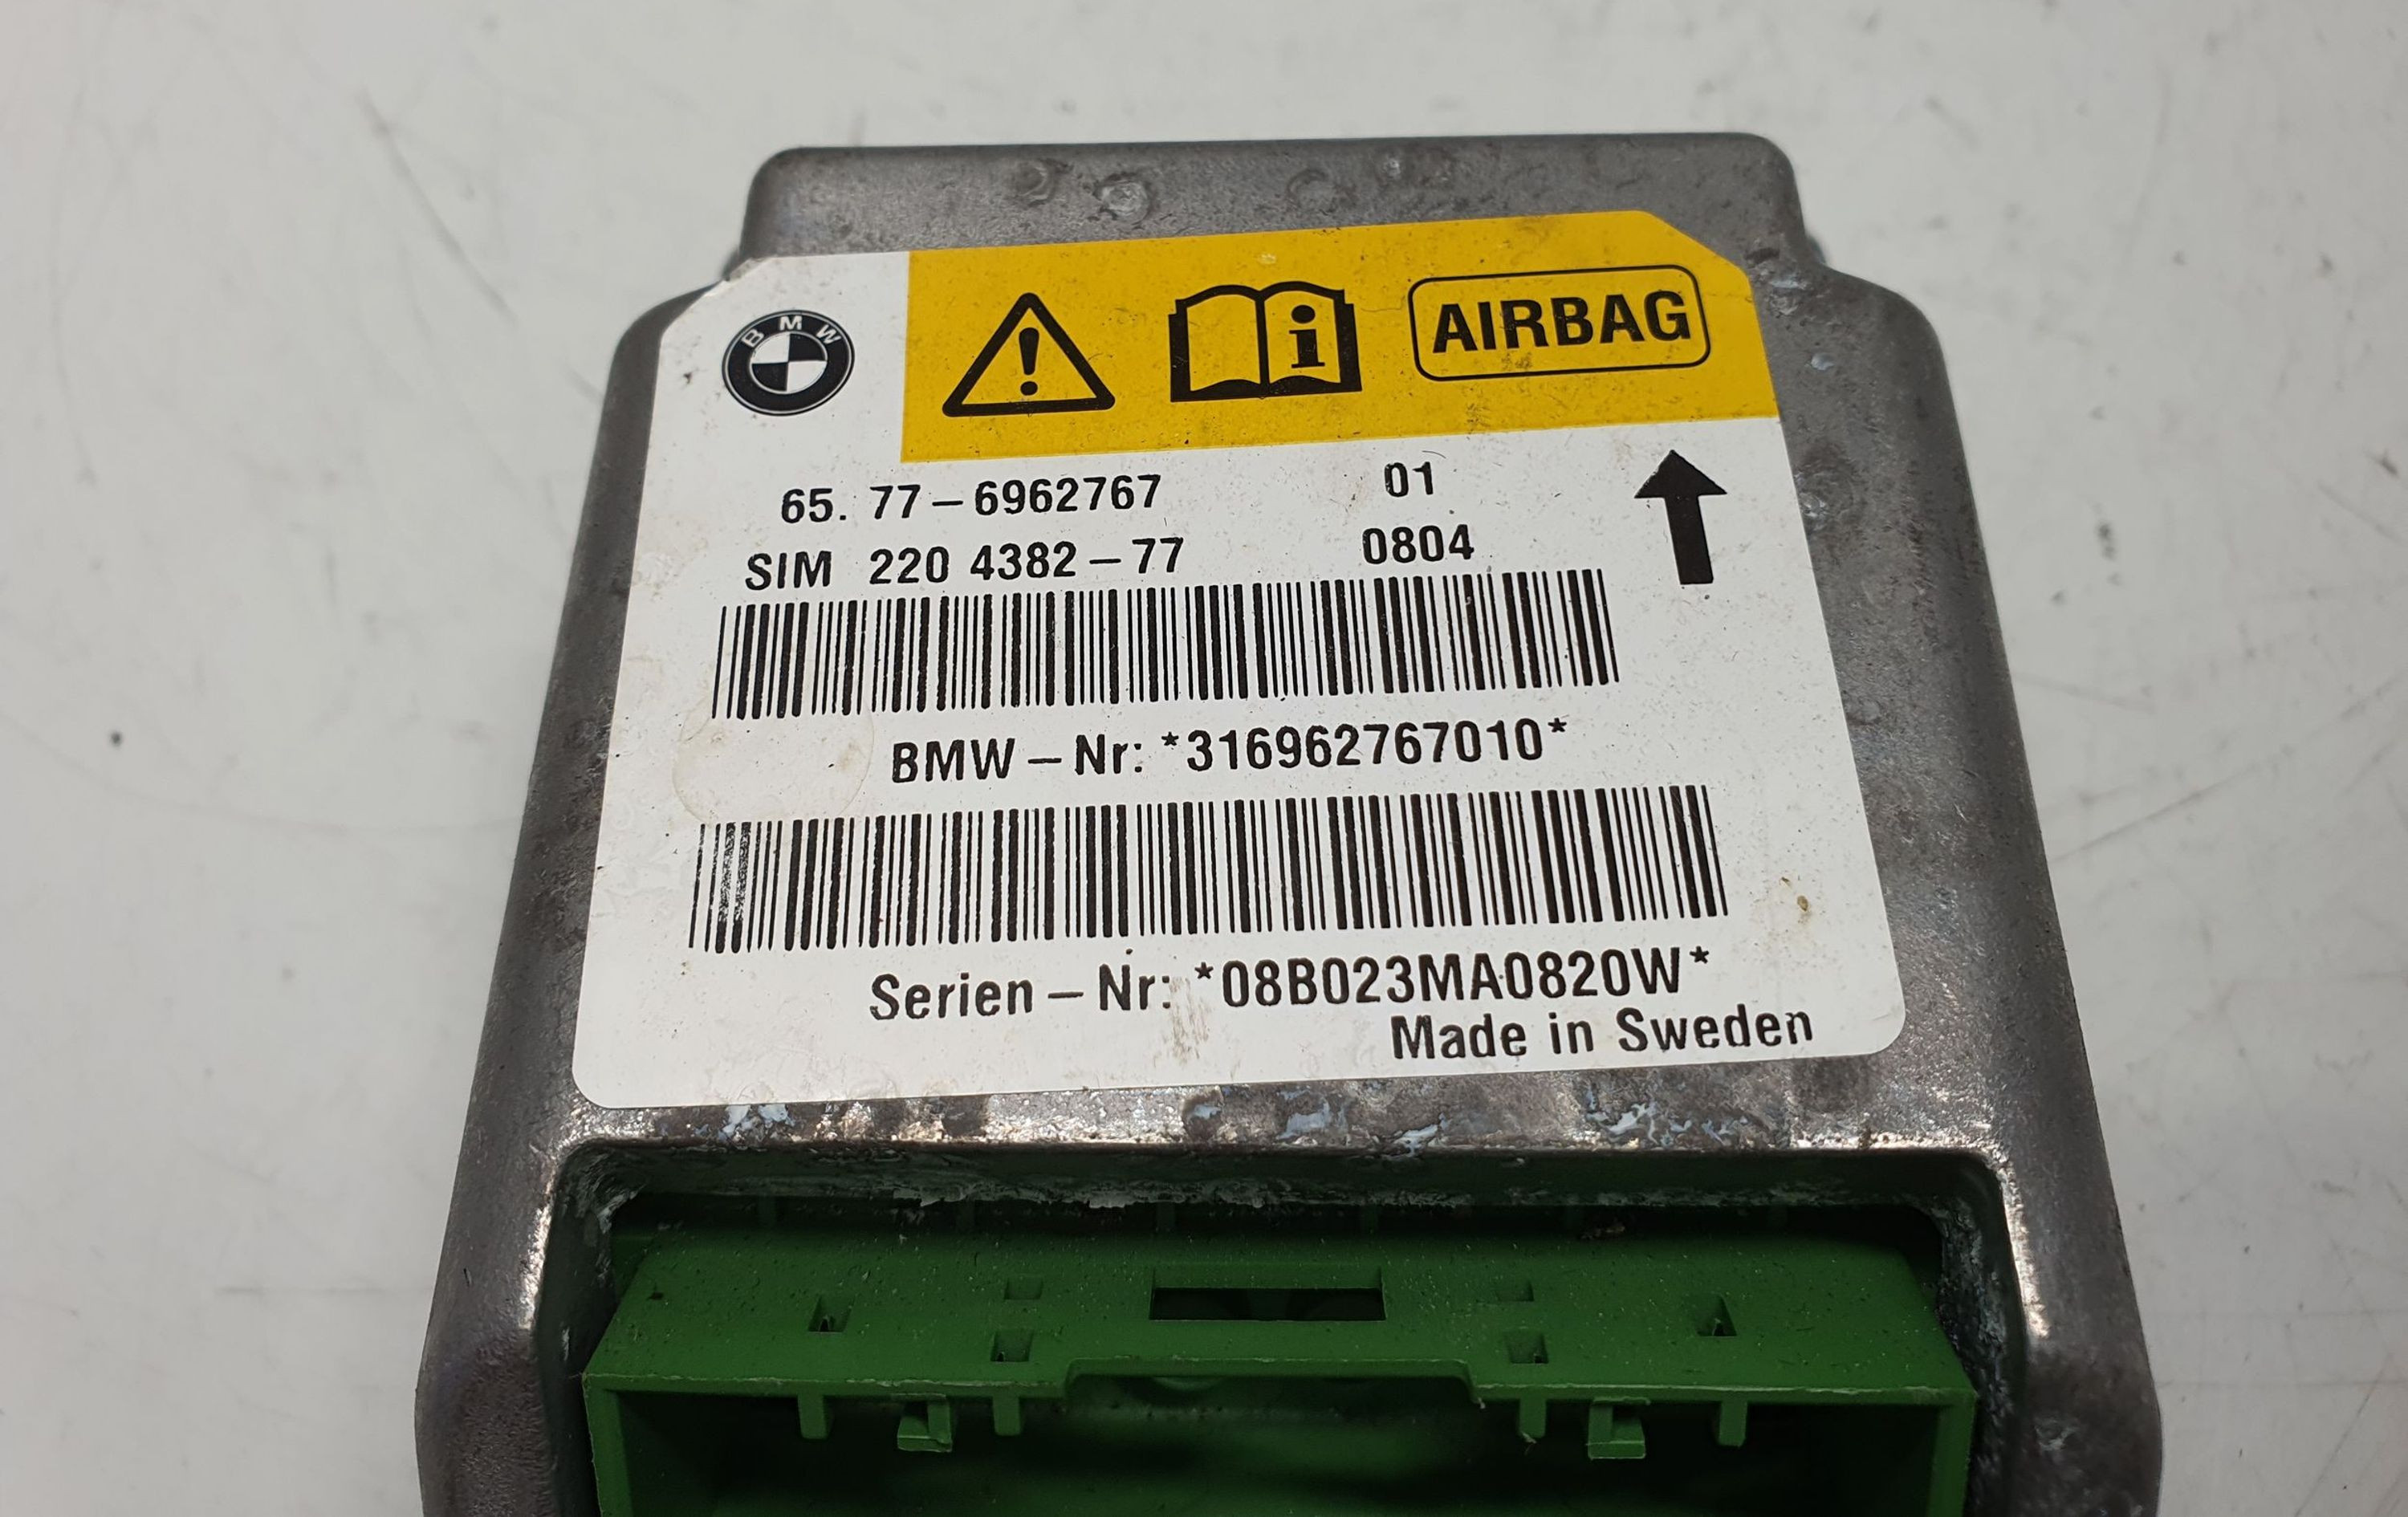 BMW
AIRBAG
65. 77-6962767 01
SIM 220 4382-77 0804
BMW-Nr: *316962767010*
Serien-Nr: *08B023MA0820W*
Made in Sweden